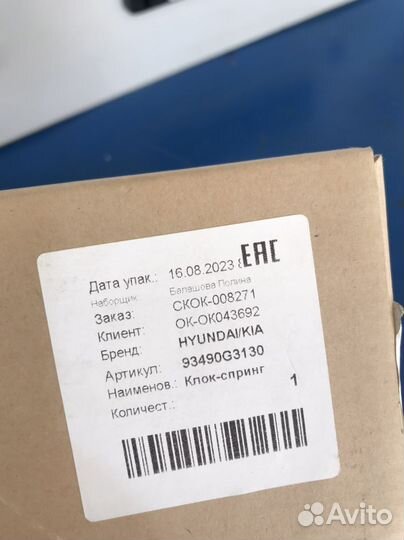 Дата упак.: 16.08.2023
EAC
Наборщик Балашова Полина
Заказ: СКОК-008271
Клиент: ОК-ОК043692
Бренд: HYUNDAI/KIA
Артикул: 93490G3130
Наименов.: Клок-спринг
Количест.: 1
Avito